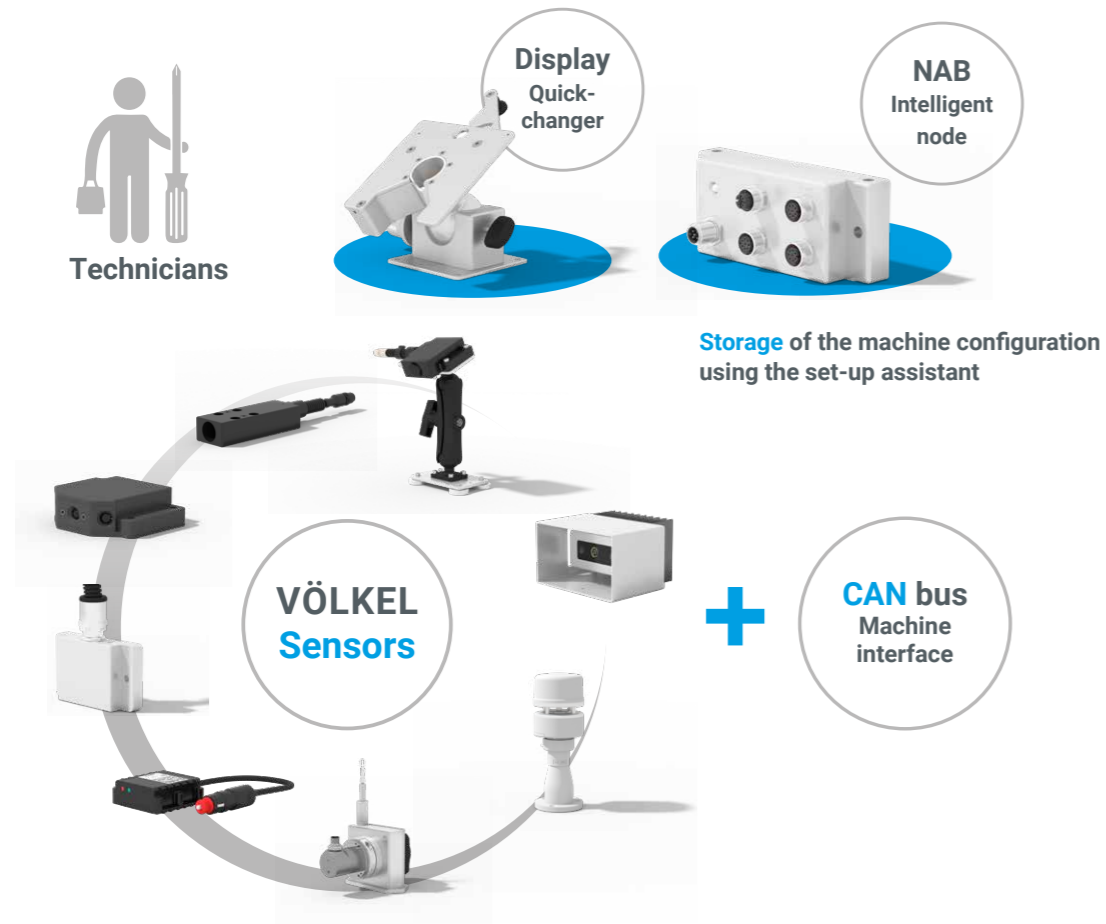 Display
Quick-
changer
NAB
Intelligent
node
Technicians
Storage of the machine configuration
using the set-up assistant
VÖLKEL
Sensors
CAN bus
Machine
interface